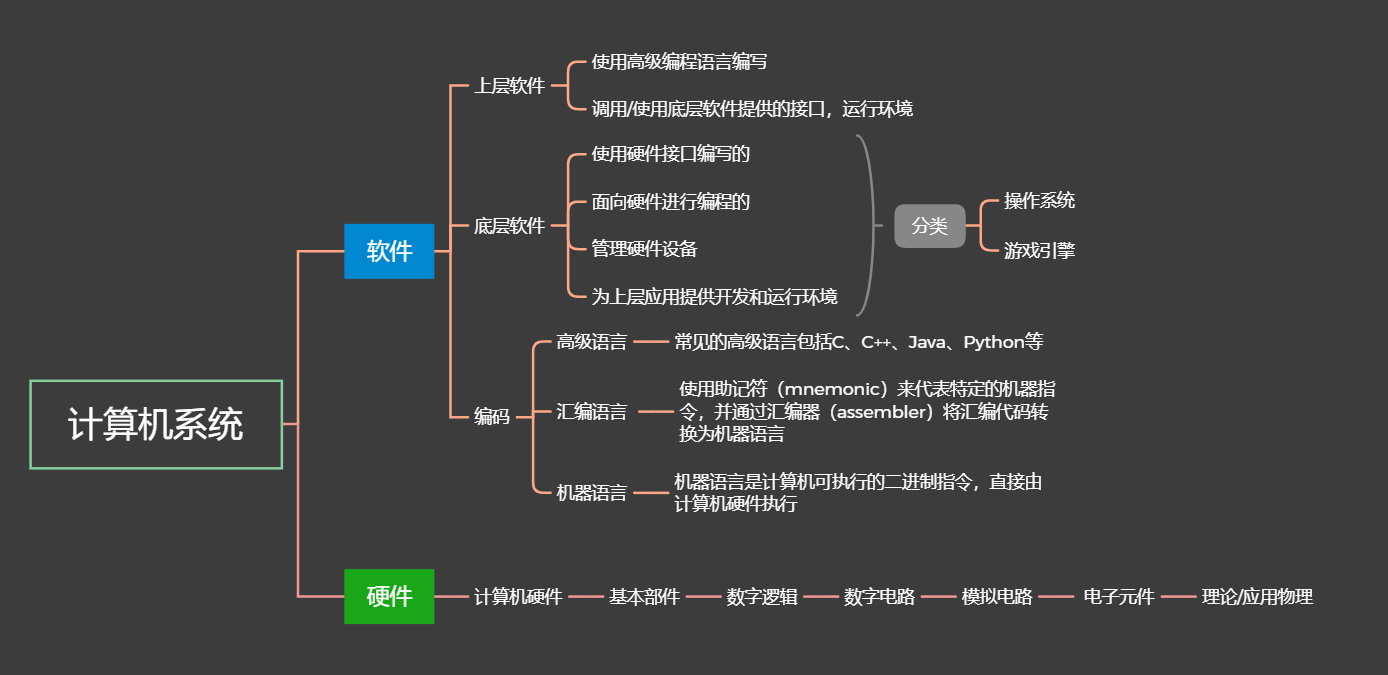 计算机系统
软件
上层软件
使用高级编程语言编写
调用/使用底层软件提供的接口，运行环境
底层软件
使用硬件接口编写的
面向硬件进行编程的
管理硬件设备
为上层应用提供开发和运行环境
分类
操作系统
游戏引擎
编码
高级语言
常见的高级语言包括C、C++、Java、Python等
汇编语言
使用助记符（mnemonic）来代表特定的机器指
令，并通过汇编器（assembler）将汇编代码转
换为机器语言
机器语言
机器语言是计算机可执行的二进制指令，直接由
计算机硬件执行
硬件
计算机硬件
基本部件
数字逻辑
数字电路
模拟电路
电子元件
理论/应用物理